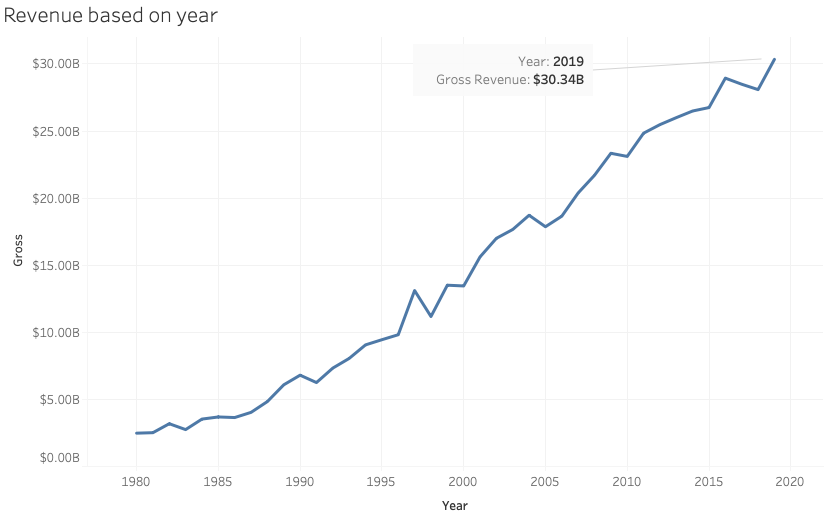 Revenue based on year
Year: 2019
Gross Revenue: $30.34B
$30.00B
$25.00B
$20.00B
$15.00B
$10.00B
$5.00B
$0.00B
Gross
1980 1985 1990 1995 2000 2005 2010 2015 2020
Year